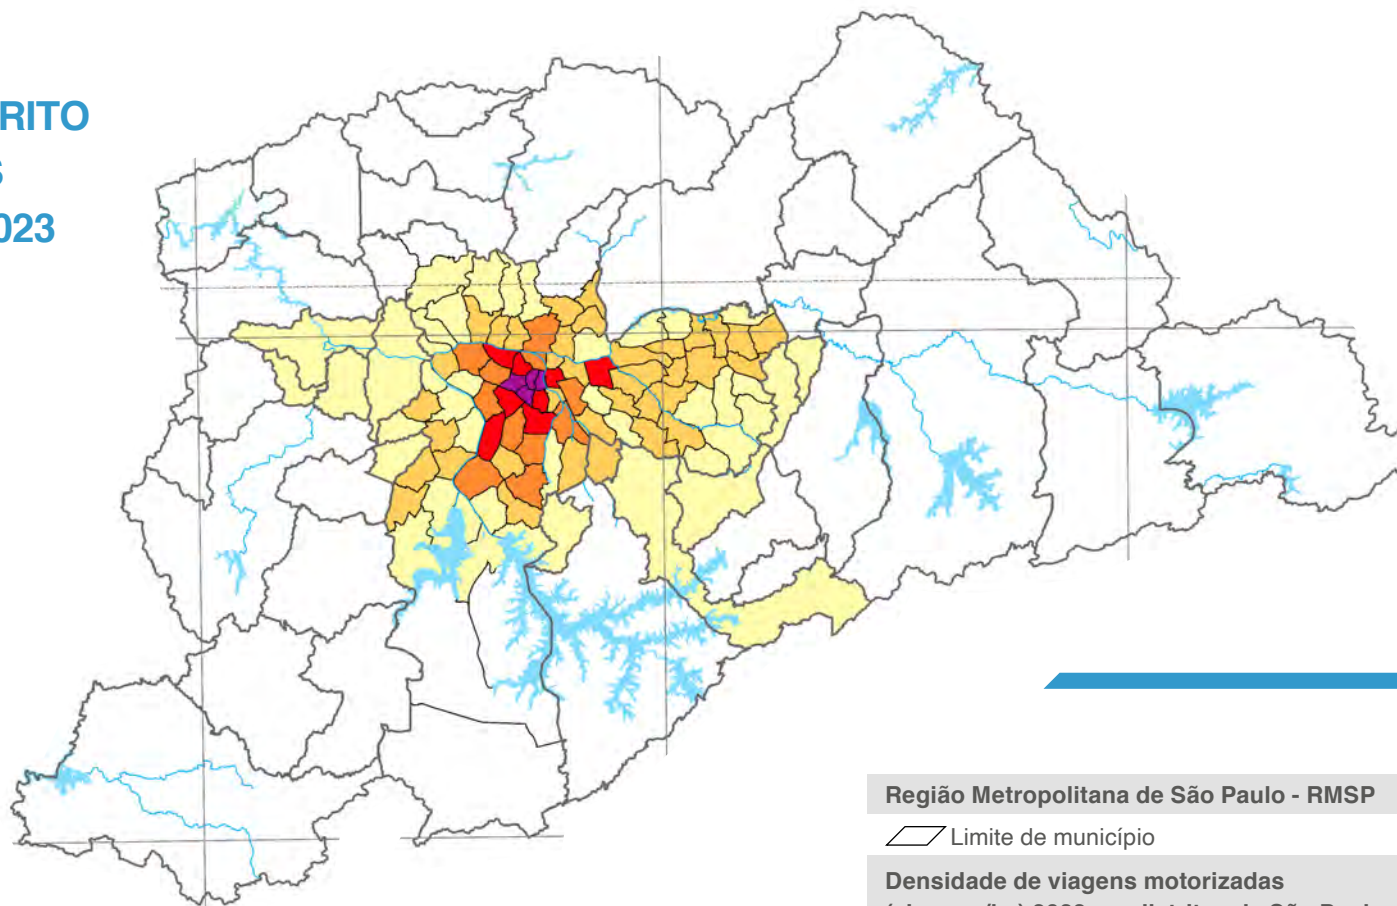 RITO
S
023
Região Metropolitana de São Paulo - RMSP
Limite de município
Densidade de viagens motorizadas